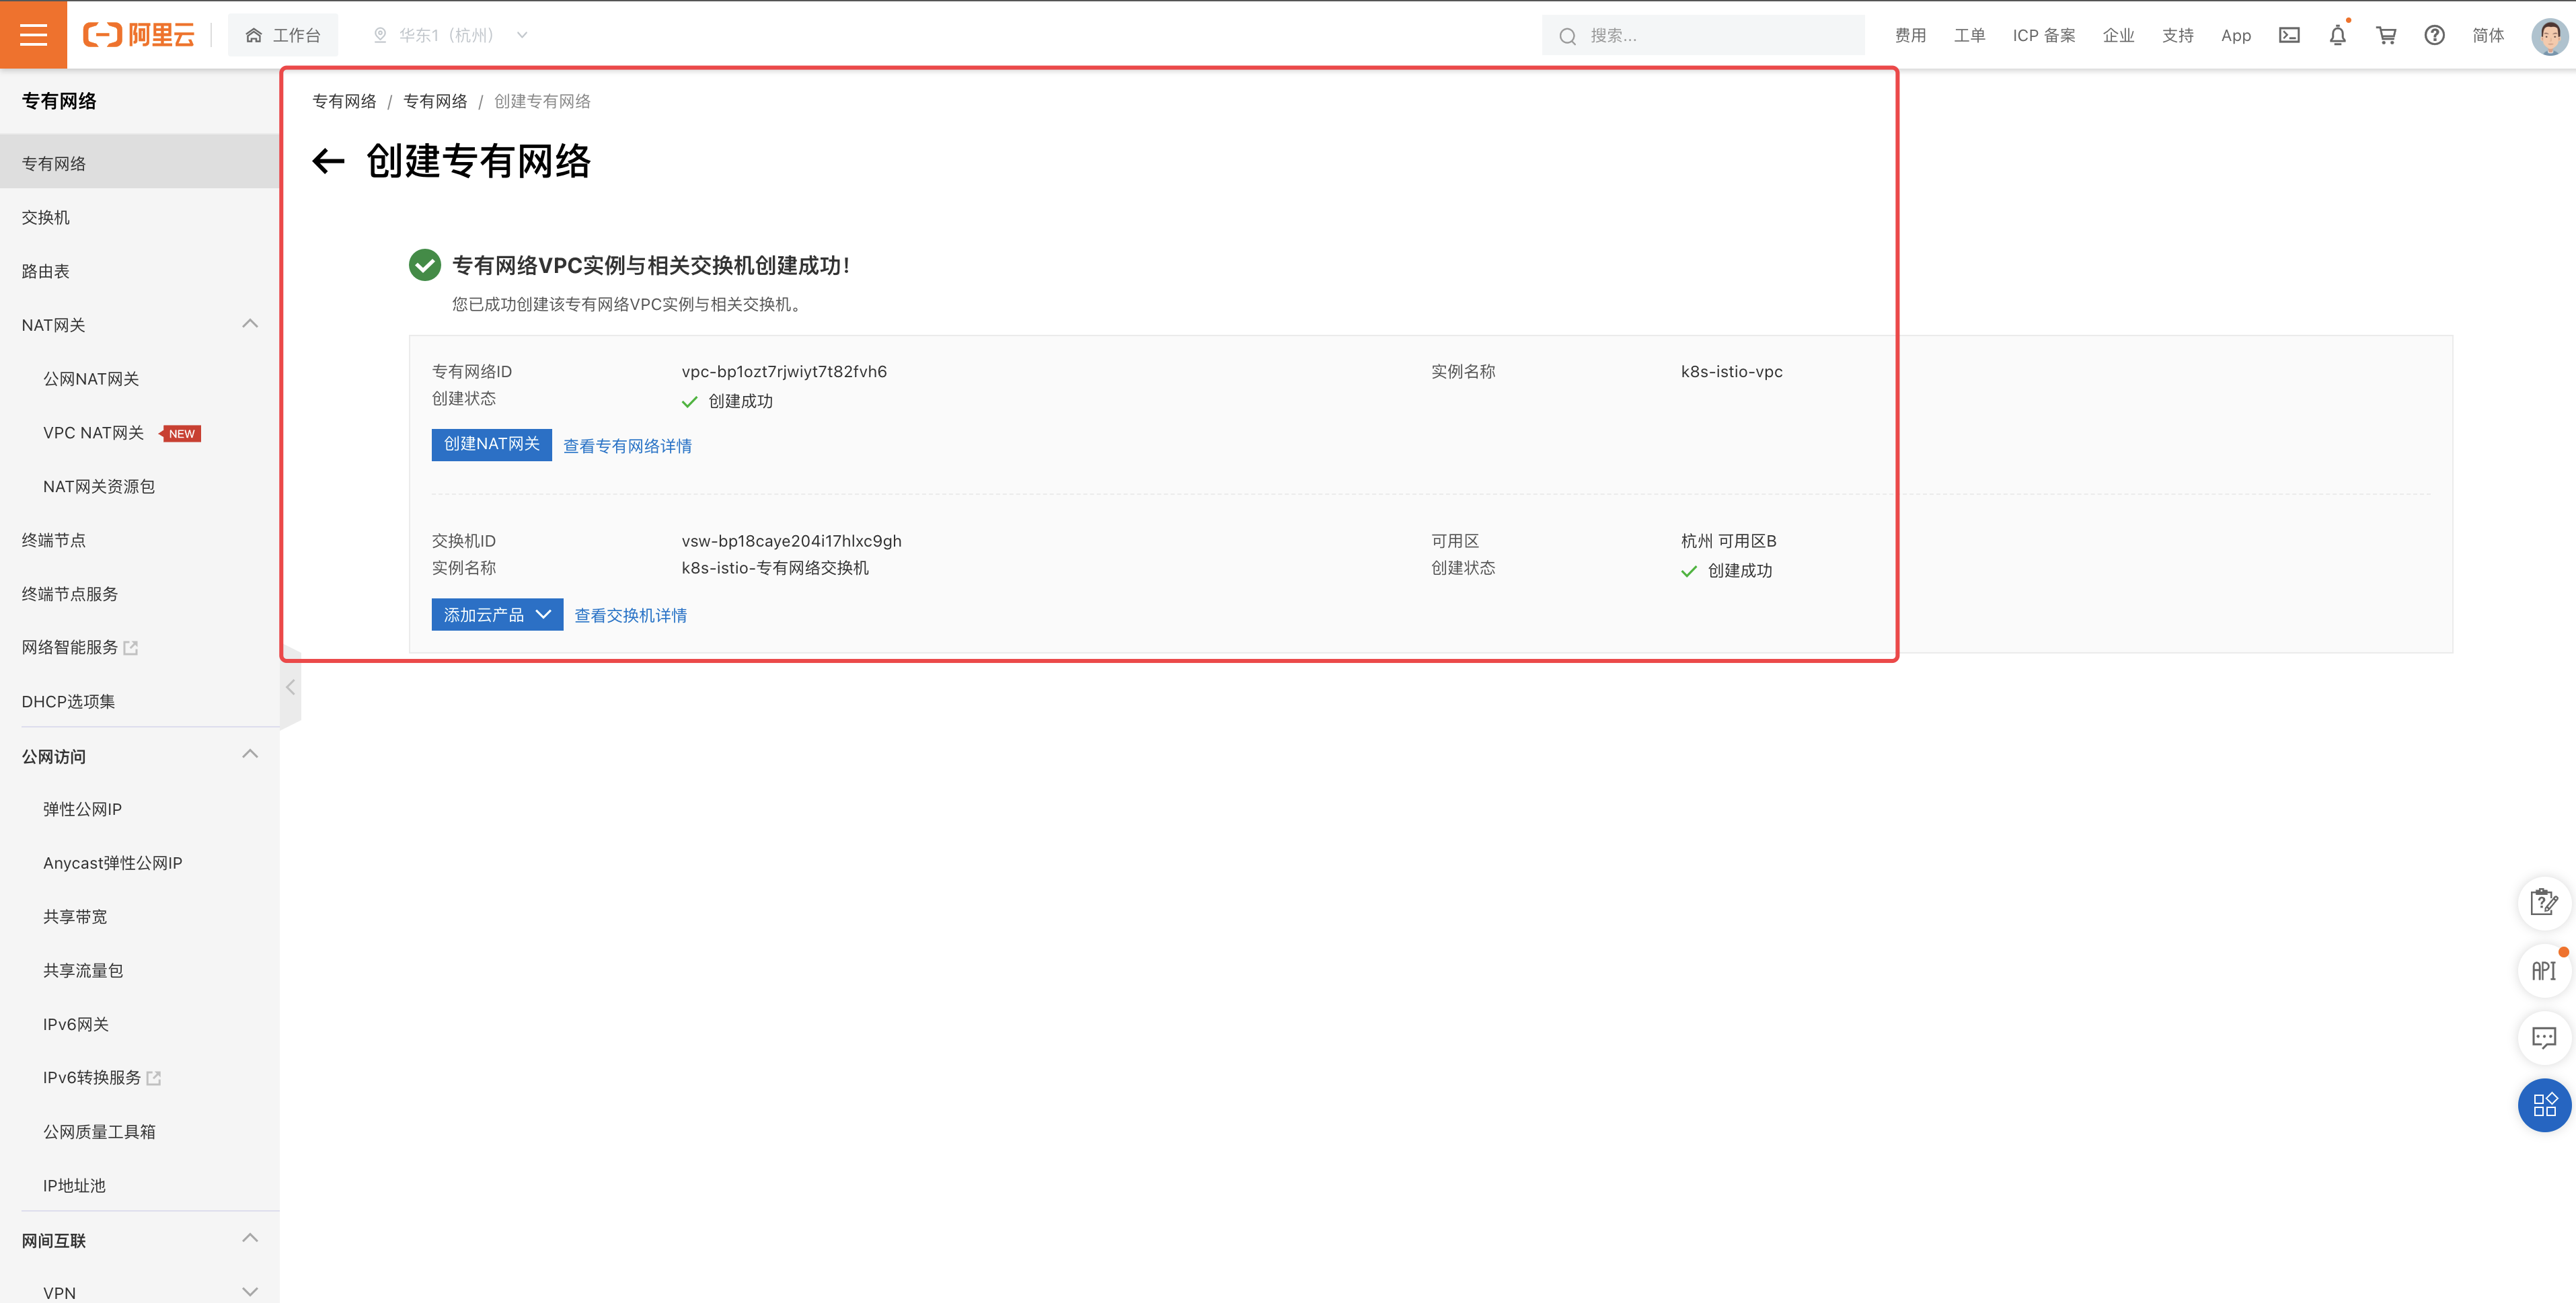 阿里云
工作台
华东1（杭州）
搜索...
费用
工单
ICP 备案
企业
支持
App
简体
专有网络
专有网络
交换机
路由表
NAT网关
公网NAT网关
VPC NAT网关 NEW
NAT网关资源包
终端节点
终端节点服务
网络智能服务
DHCP选项集
公网访问
弹性公网IP
Anycast弹性公网IP
共享带宽
共享流量包
IPv6网关
IPv6转换服务
公网质量工具箱
IP地址池
网间互联
VPN
专有网络 / 专有网络 / 创建专有网络
创建专有网络
专有网络VPC实例与相关交换机创建成功！
您已成功创建该专有网络VPC实例与相关交换机。
专有网络ID vpc-bp1ozt7rjwiyt7t82fvh6 实例名称 k8s-istio-vpc
创建状态 创建成功
创建NAT网关 查看专有网络详情
交换机ID vsw-bp18caye204i17hlxc9gh 可用区 杭州 可用区B
实例名称 k8s-istio-专有网络交换机 创建状态 创建成功
添加云产品 查看交换机详情
API